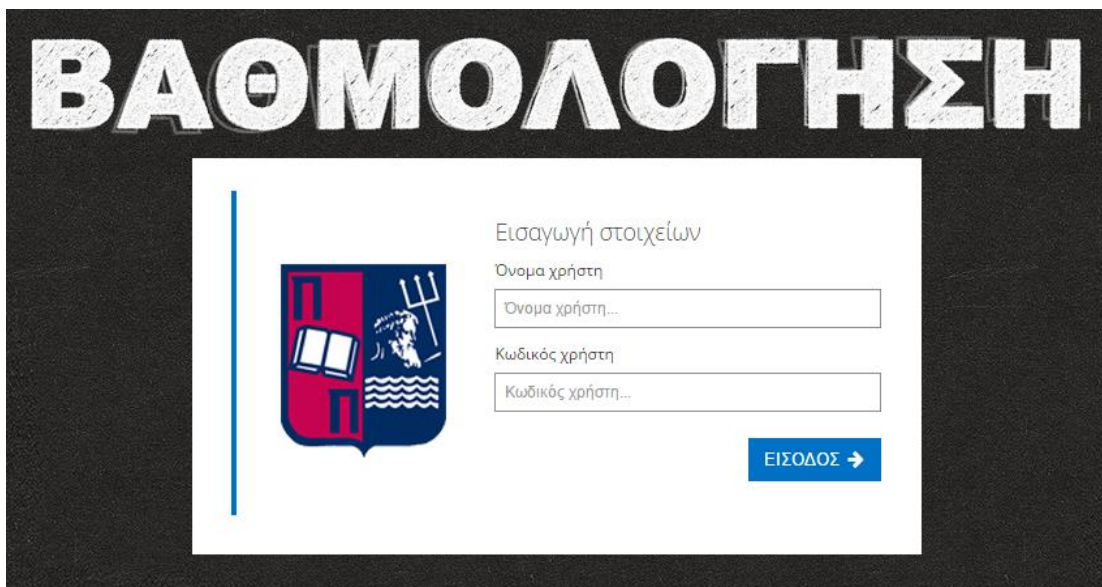 ΒΑΘΜΟΛΟΓΗΣΗ
Εισαγωγή στοιχείων
Όνομα χρήστη
Όνομα χρήστη...
Κωδικός χρήστη
Κωδικός χρήστη...
ΕΙΣΟΔΟΣ
Π
Π